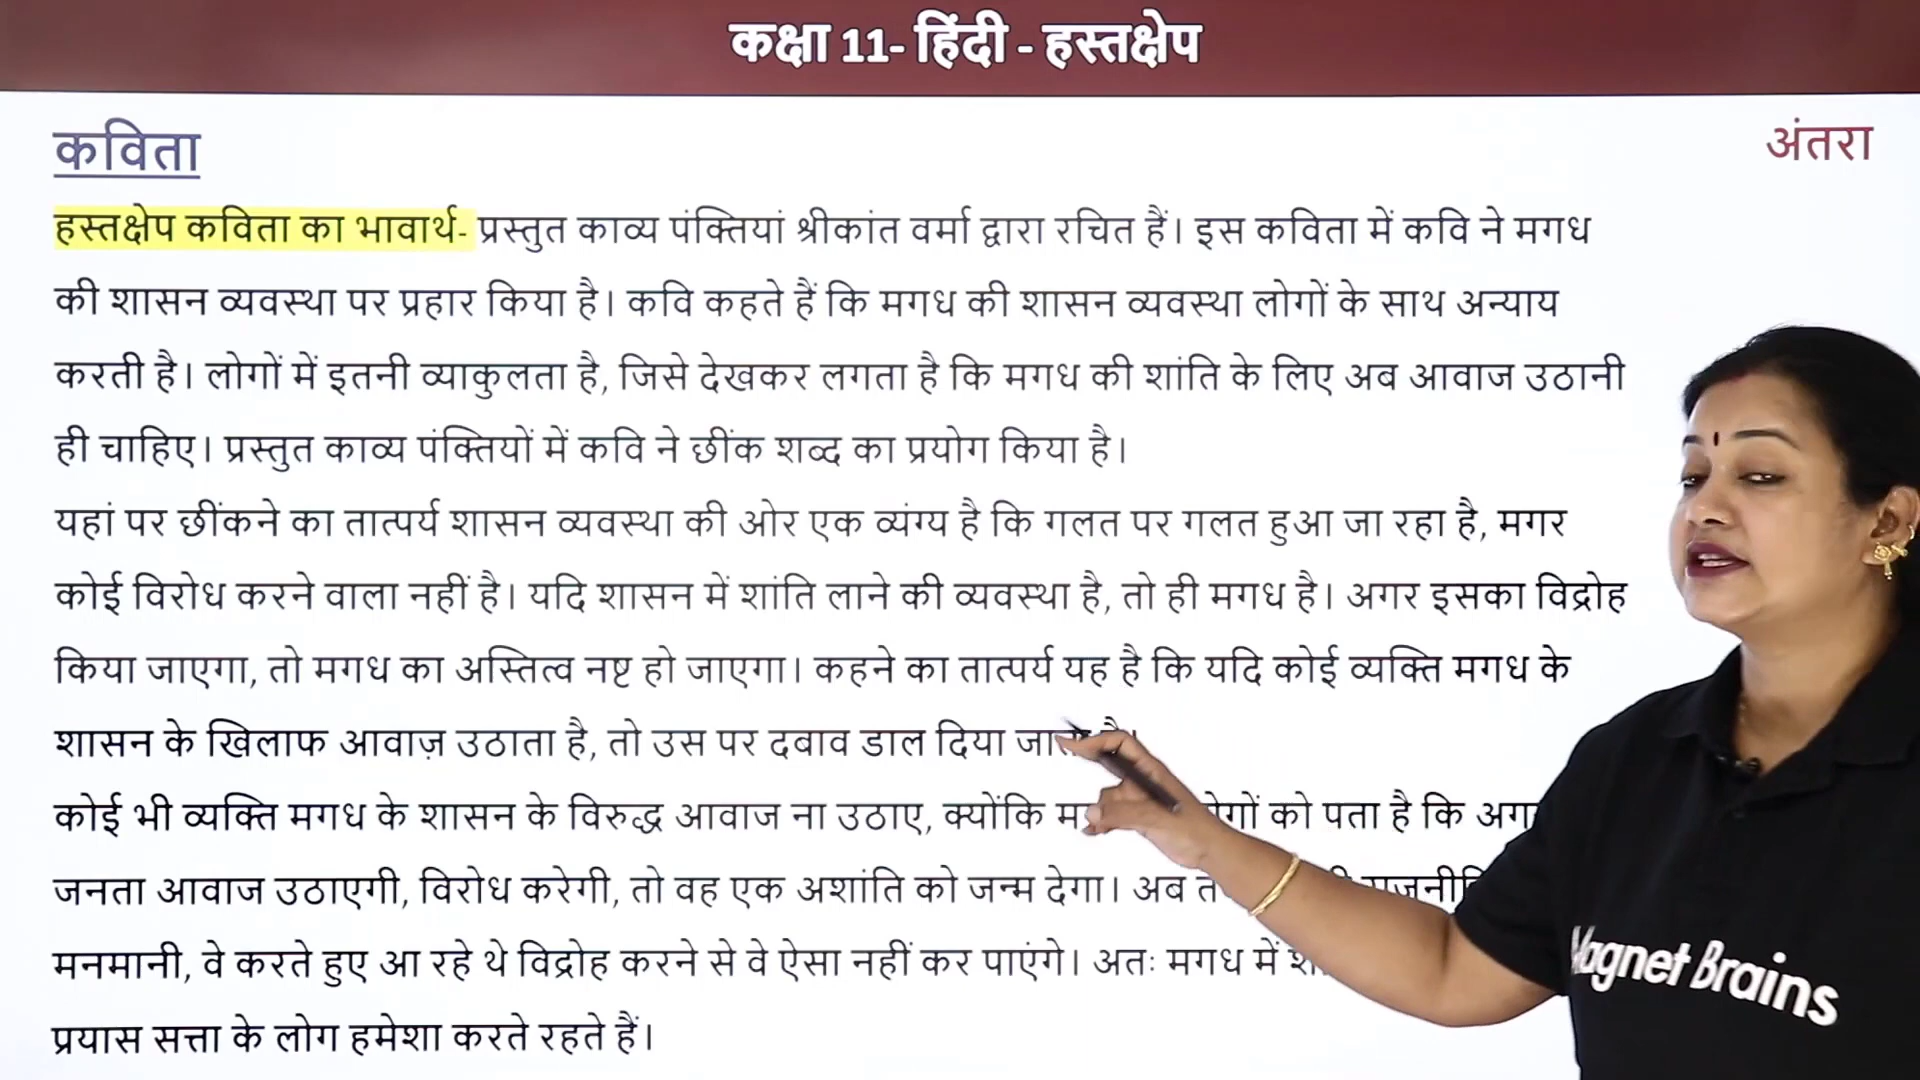 कक्षा 11- हिंदी - हस्तक्षेप
कविता
अंतरा
हस्तक्षेप कविता का भावार्थ- प्रस्तुत काव्य पंक्तियां श्रीकांत वर्मा द्वारा रचित हैं। इस कविता में कवि ने मगध
की शासन व्यवस्था पर प्रहार किया है। कवि कहते हैं कि मगध की शासन व्यवस्था लोगों के साथ अन्याय
करती है। लोगों में इतनी व्याकुलता है, जिसे देखकर लगता है कि मगध की शांति के लिए अब आवाज उठानी
ही चाहिए। प्रस्तुत काव्य पंक्तियों में कवि ने छींक शब्द का प्रयोग किया है।
यहां पर छींकने का तात्पर्य शासन व्यवस्था की ओर एक व्यंग्य है कि गलत पर गलत हुआ जा रहा है, मगर
कोई विरोध करने वाला नहीं है। यदि शासन में शांति लाने की व्यवस्था है, तो ही मगध है। अगर इसका विद्रोह
किया जाएगा, तो मगध का अस्तित्व नष्ट हो जाएगा। कहने का तात्पर्य यह है कि यदि कोई व्यक्ति मगध के
शासन के खिलाफ आवाज़ उठाता है, तो उस पर दबाव डाल दिया जाता है।
कोई भी व्यक्ति मगध के शासन के विरुद्ध आवाज ना उठाए, क्योंकि को पता है कि
जनता आवाज उठाएगी, विरोध करेगी, तो वह एक अशांति को जन्म देगा। अब
मनमानी, वे करते हुए आ रहे थे विद्रोह करने से वे ऐसा नहीं कर पाएंगे। अतः मगध में
प्रयास सत्ता के लोग हमेशा करते रहते हैं।
Magnet Brains